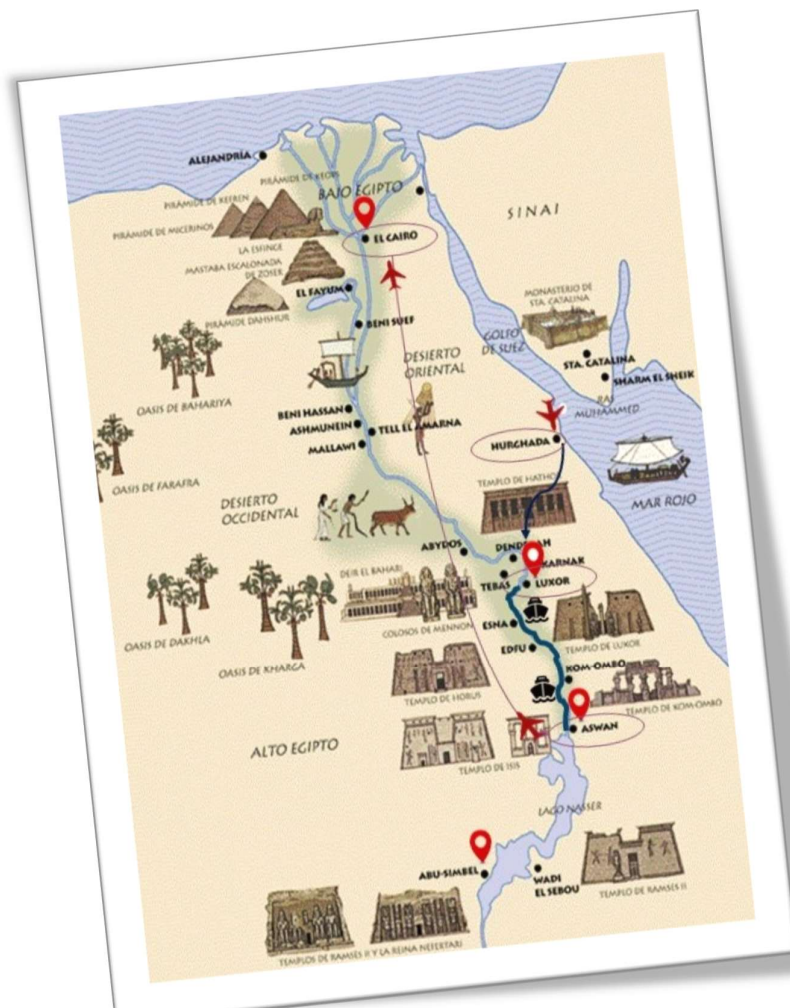 ALEJANDRÍA
PIRÁMIDE DE KEOPS
BAJO EGIPTO
PIRÁMIDE DE KEFREN
PIRÁMIDE DE MICERINOS
SINAI
EL CAIRO
LA ESFINGE
MASTABA ESCALONADA
DE ZOSER
EL FAYUM
PIRÁMIDE DAHSHUR
MONASTERIO DE
STA. CATALINA
BENI SUEF
GOLFO
DE SUEZ
DESIERTO
ORIENTAL
STA. CATALINA
SHARM EL SHEIK
RAS
MUHAMMED
OASIS DE BAHARIYA
BENI HASSAN
ASHMUNEIN
TELL EL AMARNA
MALLAWI
HURGHADA
OASIS DE FARAFRA
DESIERTO
OCCIDENTAL
TEMPLO DE HATHO
MAR ROJO
ABYDOS
KARNAK
DEIR EL BAHARI
TEBAS
LUXOR
OASIS DE DAKHLA
OASIS DE KHARGA
COLOSOS DE MENNON
ESNA
TEMPLO DE LUXOR
EDFU
KOM-OMBO
TEMPLO DE HORUS
TEMPLO DE KOM-OMBO
ASWAN
ALTO EGIPTO
TEMPLO DE ISIS
LAGO NASSER
ABU-SIMBEL
WADI
EL SEBOU
TEMPLO DE RAMSES II
TEMPLOS DE RAMSES II Y LA REINA NEFERTARI